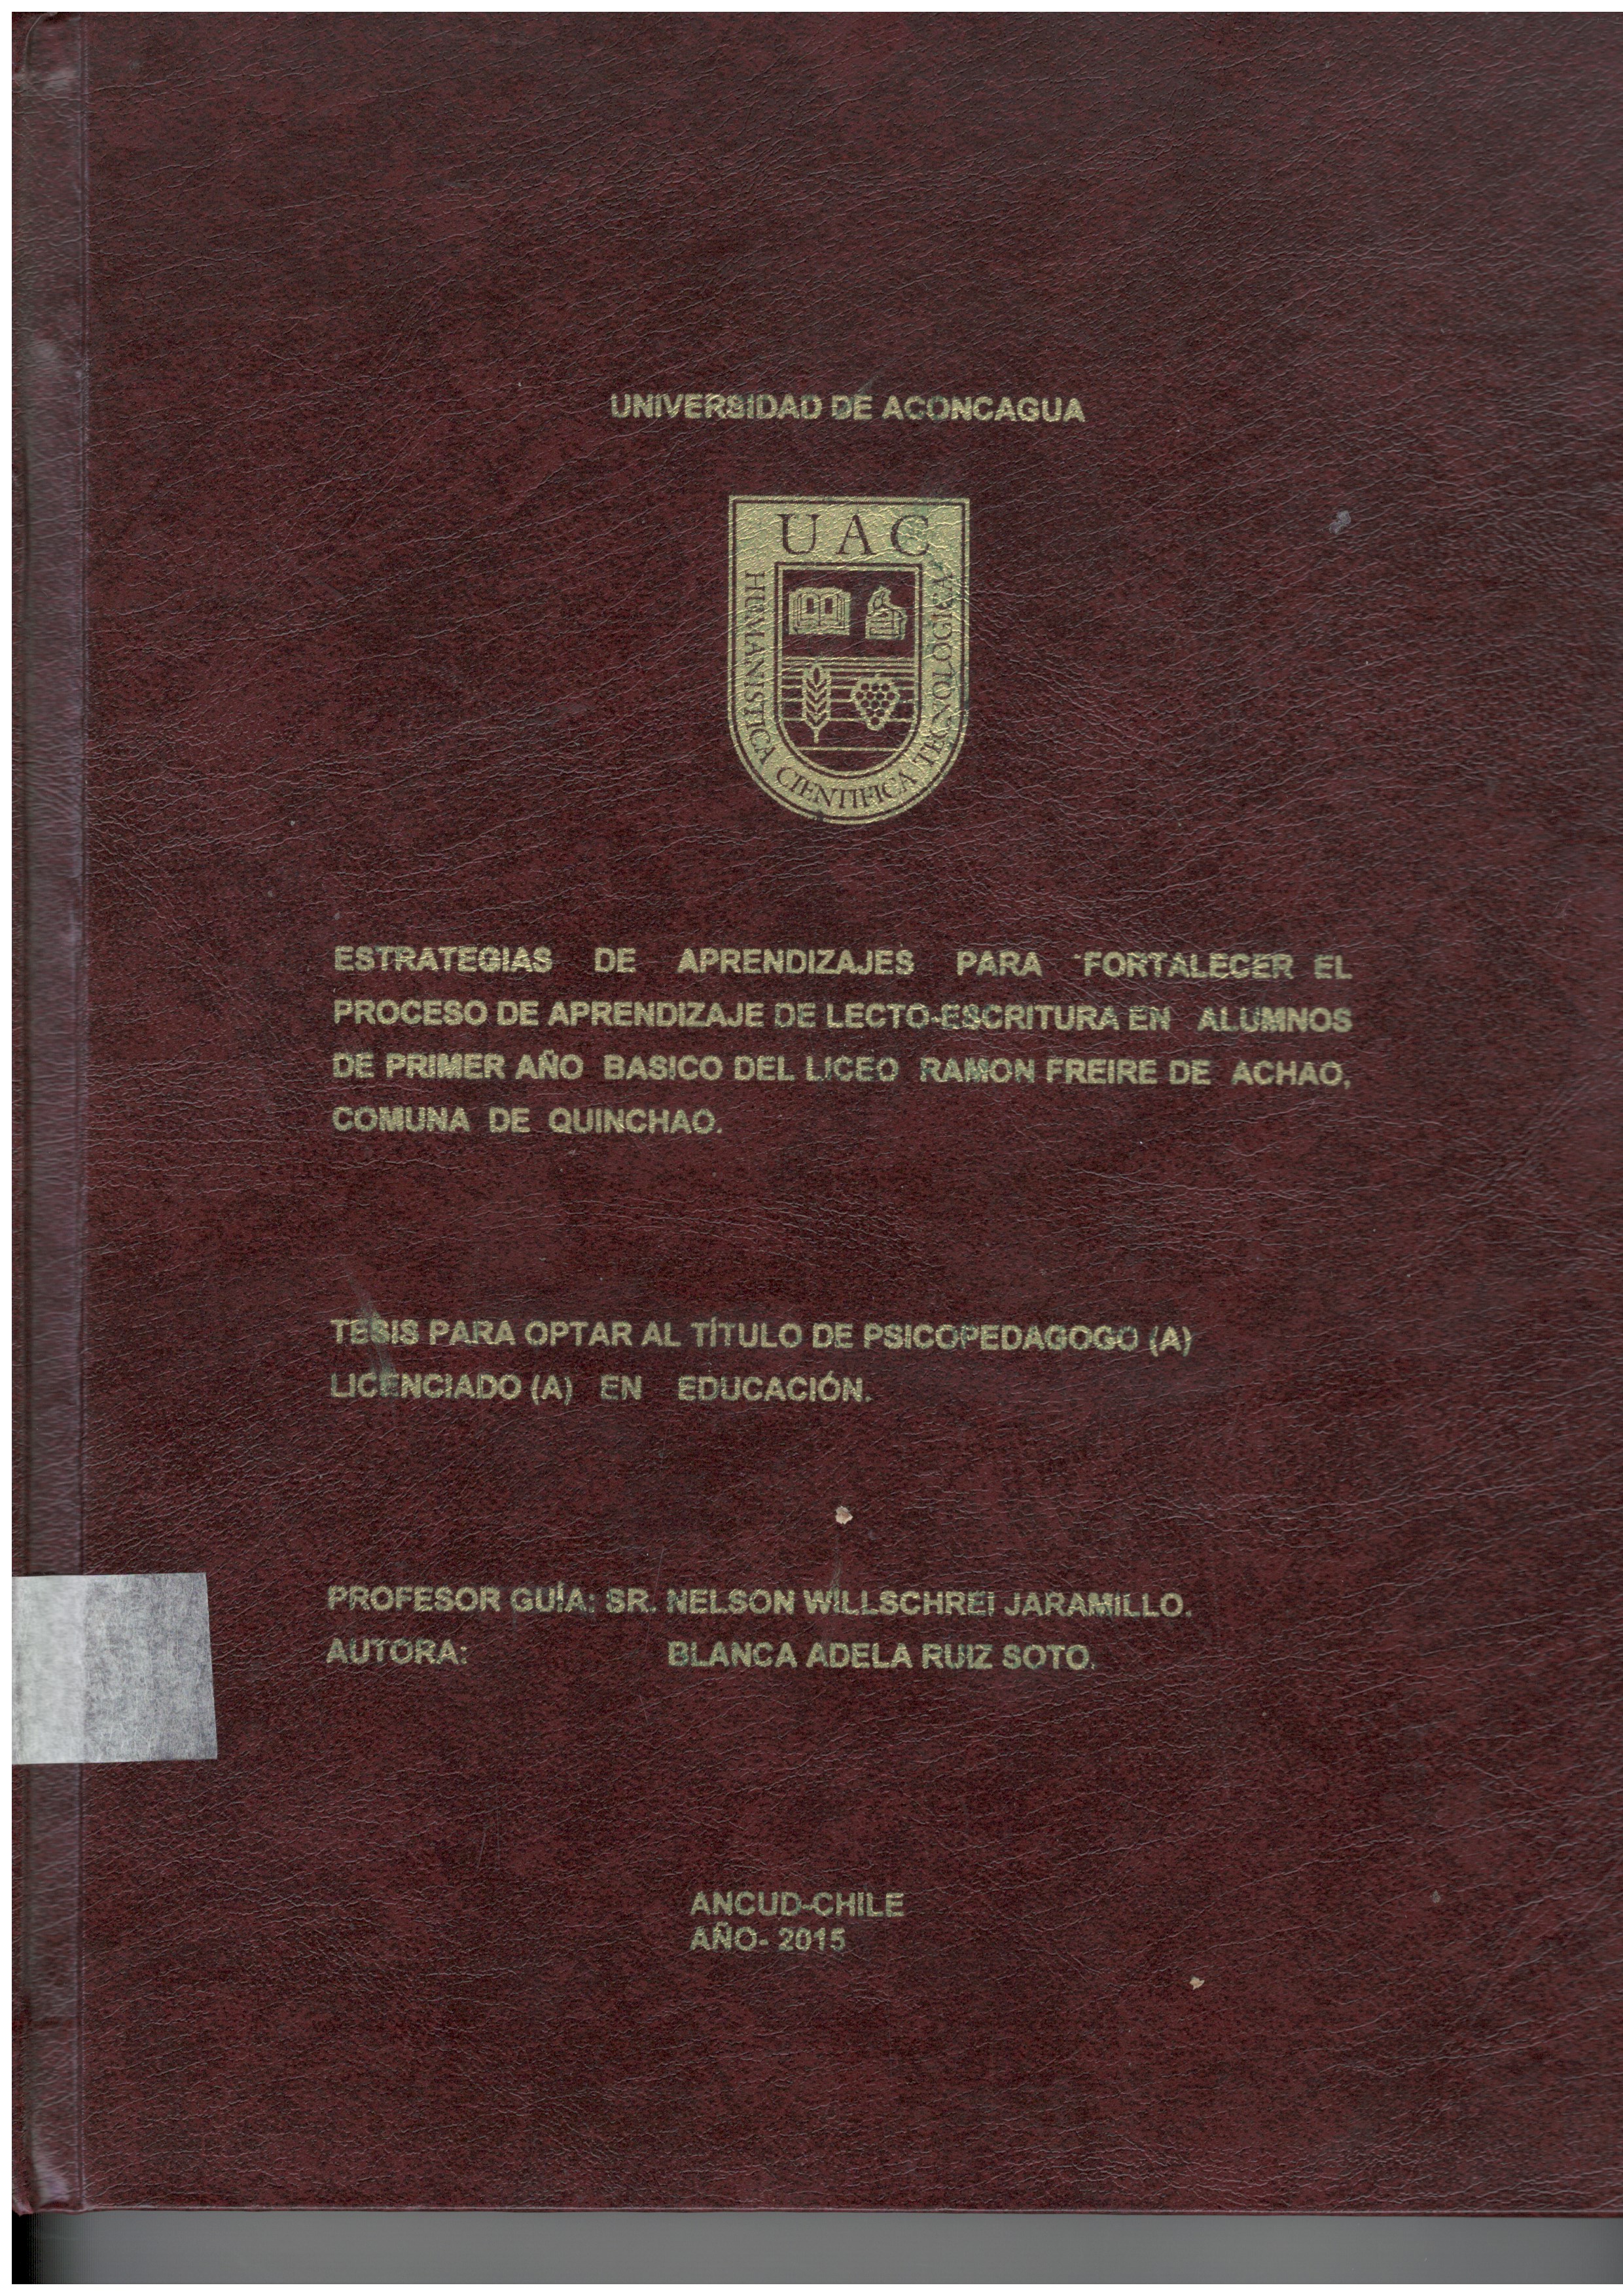 UNIVERSIDAD DE ACONCAGUA
UAC
HUMANISTICA CIENTIFICA TECNOLOGICA
ESTRATEGIAS DE APRENDIZAJES PARA FORTALECER EL
PROCESO DE APRENDIZAJE DE LECTO-ESCRITURA EN ALUMNOS
DE PRIMER AÑO BASICO DEL LICEO RAMON FREIRE DE ACHAO,
COMUNA DE QUINCHAO.
TESIS PARA OPTAR AL TÍTULO DE PSICOPEDAGOGO (A)
LICENCIADO (A) EN EDUCACIÓN.
PROFESOR GUÍA: SR. NELSON WILLSCHREI JARAMILLO.
AUTORA: BLANCA ADELA RUIZ SOTO.
ANCUD-CHILE
AÑO- 2015